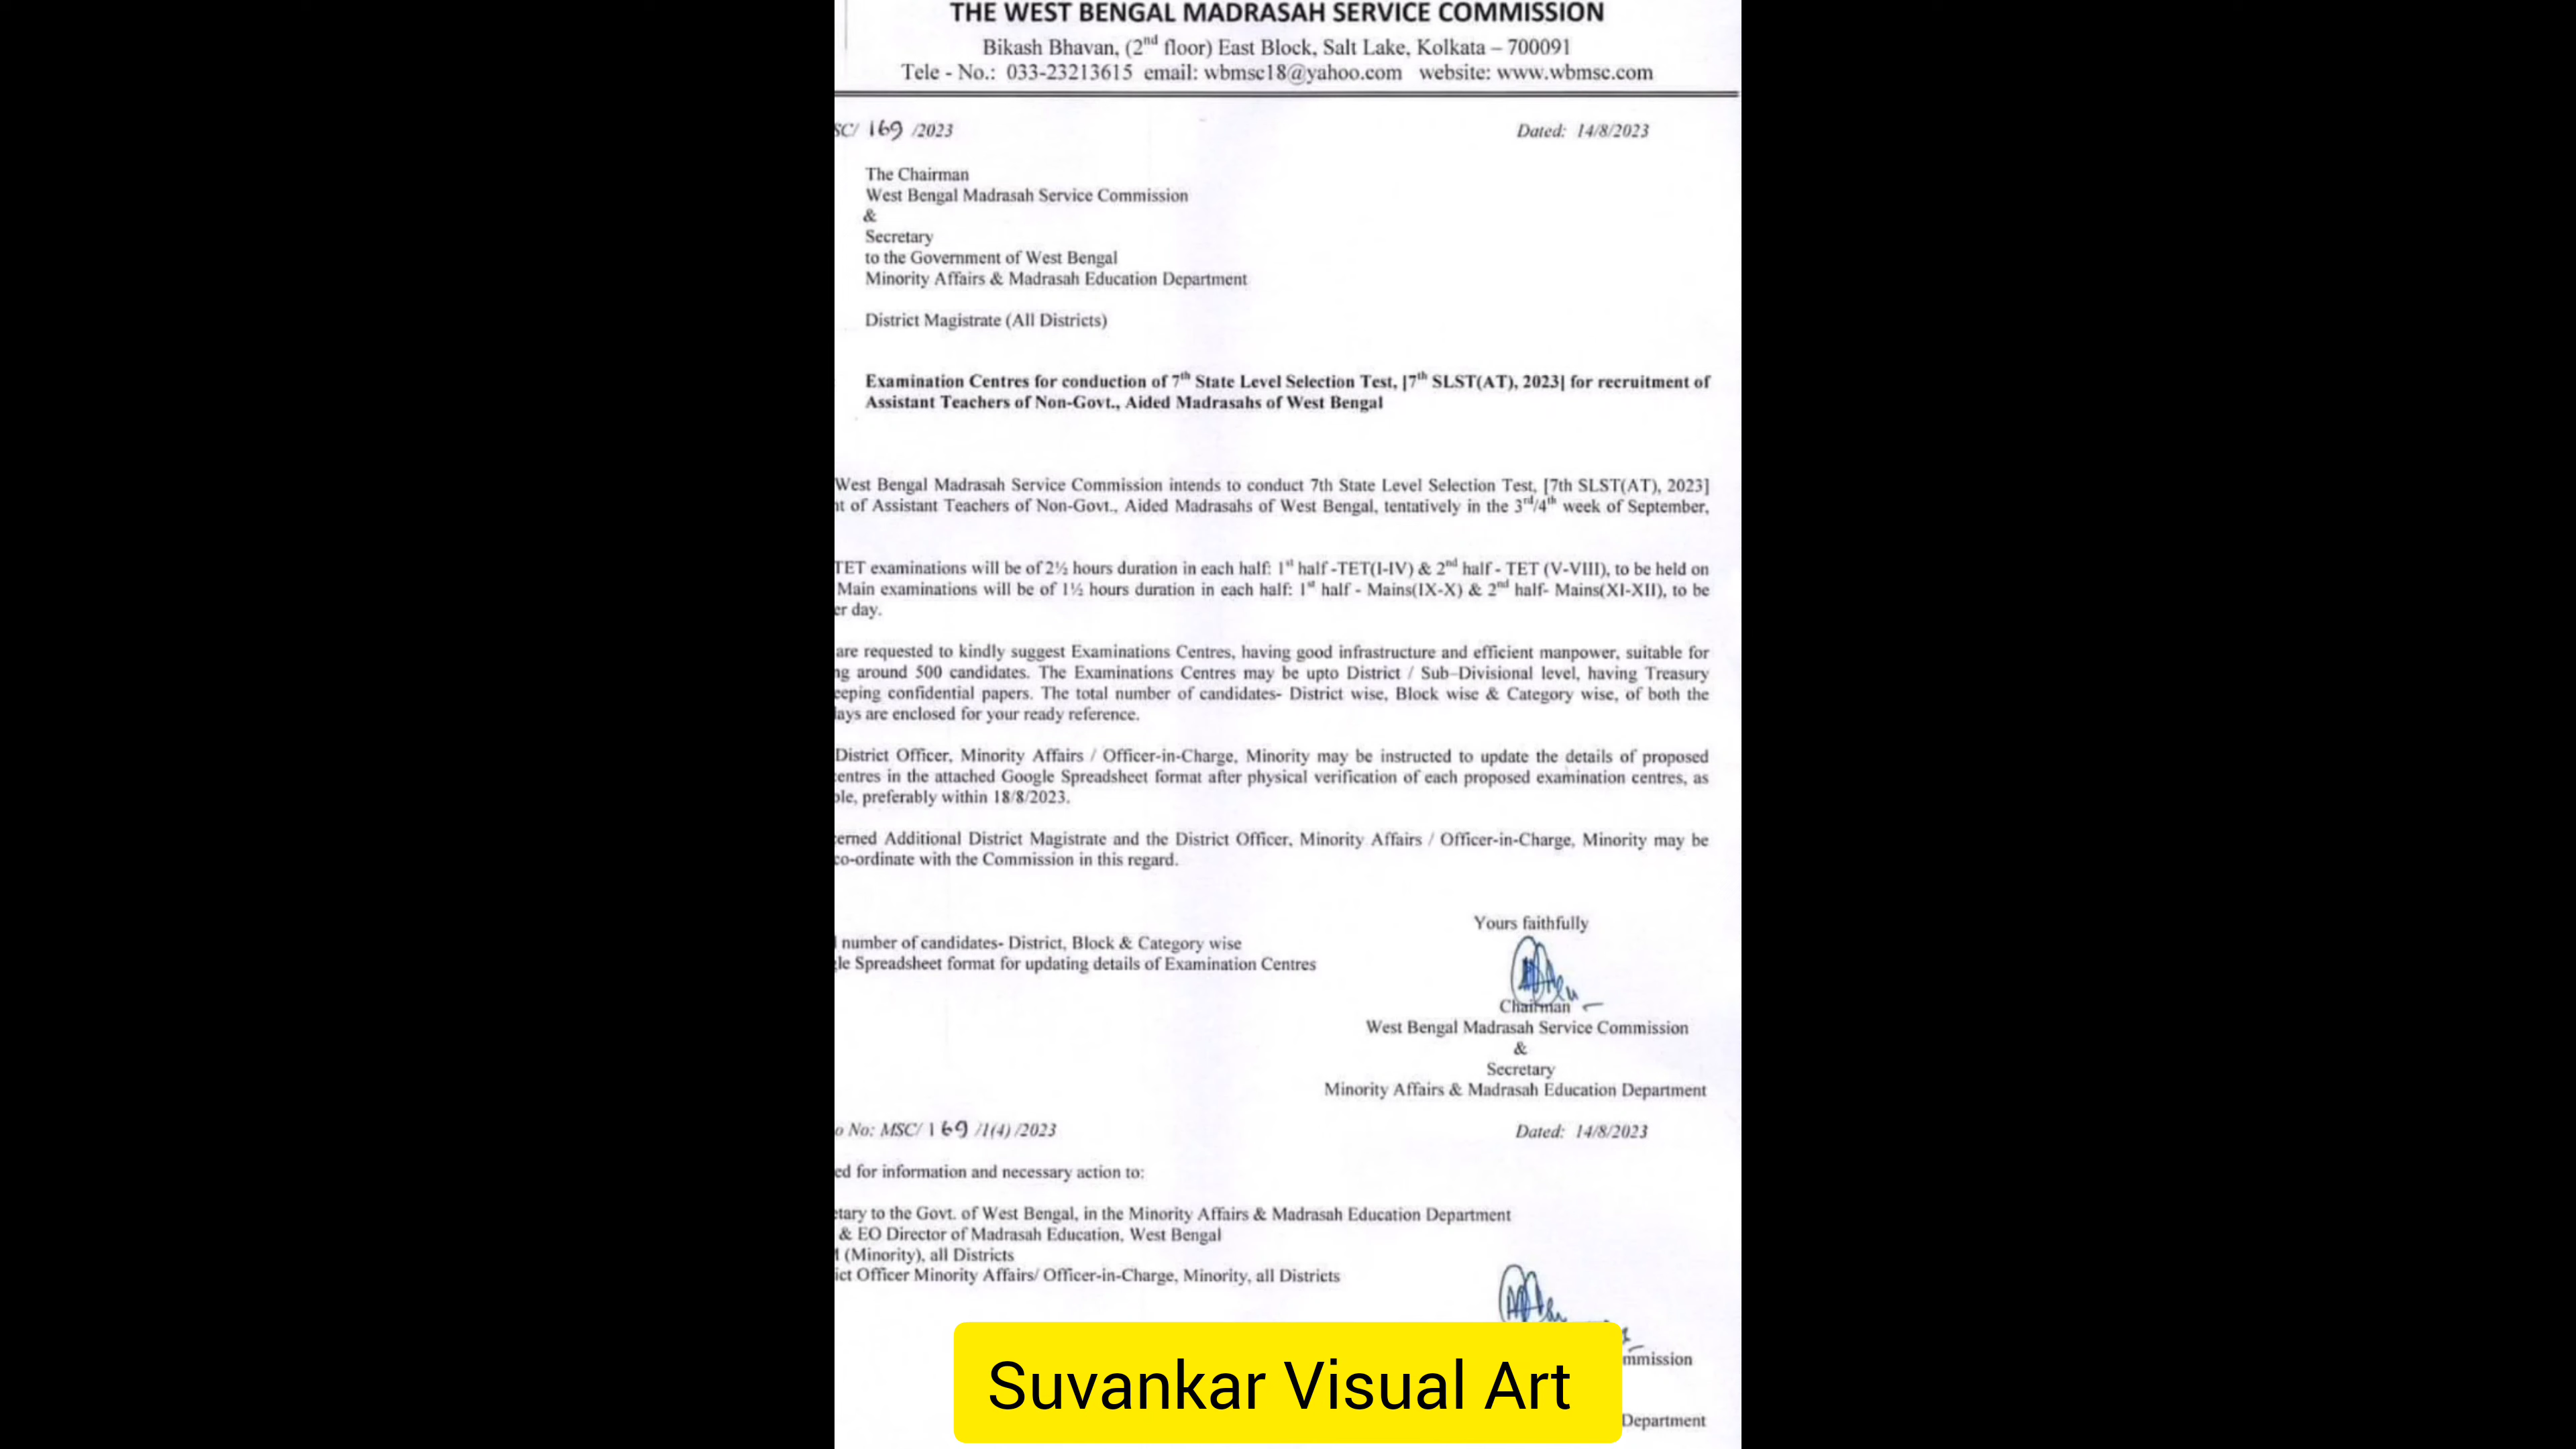 THE WEST BENGAL MADRASAH SERVICE COMMISSION
Bikash Bhavan, (2nd floor) East Block, Salt Lake, Kolkata – 700091
Tele - No.: 033-23213615 email: wbmsc18@yahoo.com website: www.wbmsc.com
SC/ 169 /2023 Dated: 14/8/2023
The Chairman
West Bengal Madrasah Service Commission
&
Secretary
to the Government of West Bengal
Minority Affairs & Madrasah Education Department
District Magistrate (All Districts)
Examination Centres for conduction of 7th State Level Selection Test, [7th SLST(AT), 2023] for recruitment of
Assistant Teachers of Non-Govt., Aided Madrasahs of West Bengal
West Bengal Madrasah Service Commission intends to conduct 7th State Level Selection Test, [7th SLST(AT), 2023]
nt of Assistant Teachers of Non-Govt., Aided Madrasahs of West Bengal, tentatively in the 3rd/4th week of September,
TET examinations will be of 2½ hours duration in each half: 1st half -TET(I-IV) & 2nd half - TET (V-VIII), to be held on
Main examinations will be of 1½ hours duration in each half: 1st half - Mains(IX-X) & 2nd half- Mains(XI-XII), to be
er day.
are requested to kindly suggest Examinations Centres, having good infrastructure and efficient manpower, suitable for
ng around 500 candidates. The Examinations Centres may be upto District / Sub–Divisional level, having Treasury
eeping confidential papers. The total number of candidates- District wise, Block wise & Category wise, of both the
days are enclosed for your ready reference.
District Officer, Minority Affairs / Officer-in-Charge, Minority may be instructed to update the details of proposed
entres in the attached Google Spreadsheet format after physical verification of each proposed examination centres, as
ble, preferably within 18/8/2023.
cerned Additional District Magistrate and the District Officer, Minority Affairs / Officer-in-Charge, Minority may be
co-ordinate with the Commission in this regard.
Yours faithfully
number of candidates- District, Block & Category wise
gle Spreadsheet format for updating details of Examination Centres
Chairman
West Bengal Madrasah Service Commission
&
Secretary
Minority Affairs & Madrasah Education Department
o No: MSC/ 169 /1(4) /2023 Dated: 14/8/2023
ed for information and necessary action to:
etary to the Govt. of West Bengal, in the Minority Affairs & Madrasah Education Department
& EO Director of Madrasah Education, West Bengal
(Minority), all Districts
ict Officer Minority Affairs/ Officer-in-Charge, Minority, all Districts
mmission
Suvankar Visual Art
Department